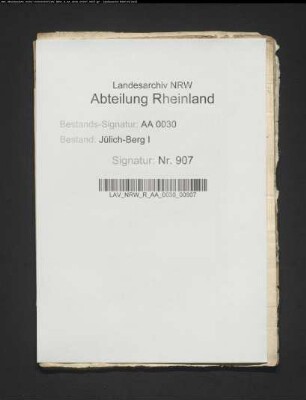 Landesarchiv NRW
Abteilung Rheinland
Bestands-Signatur: AA 0030
Bestand: Jülich-Berg I
Signatur: Nr. 907
LAV_NRW_R_AA_0030_00907